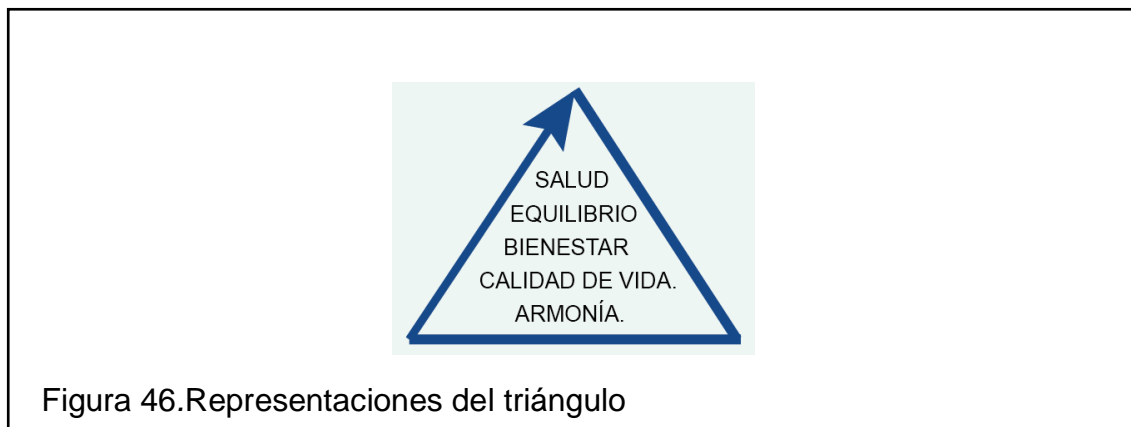 SALUD
EQUILIBRIO
BIENESTAR
CALIDAD DE VIDA.
ARMONÍA.
Figura 46.Representaciones del triángulo